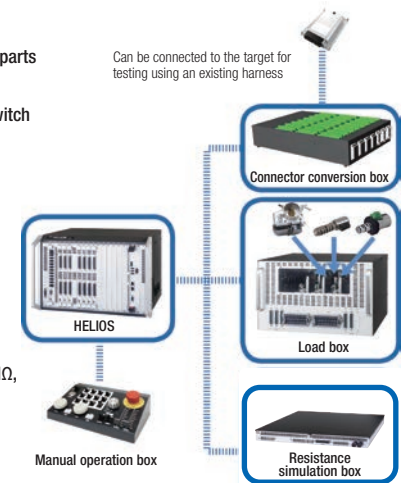 parts
Can be connected to the target for
testing using an existing harness
witch
Connector conversion box
HELIOS
Load box
Ω,
Manual operation box
Resistance
simulation box